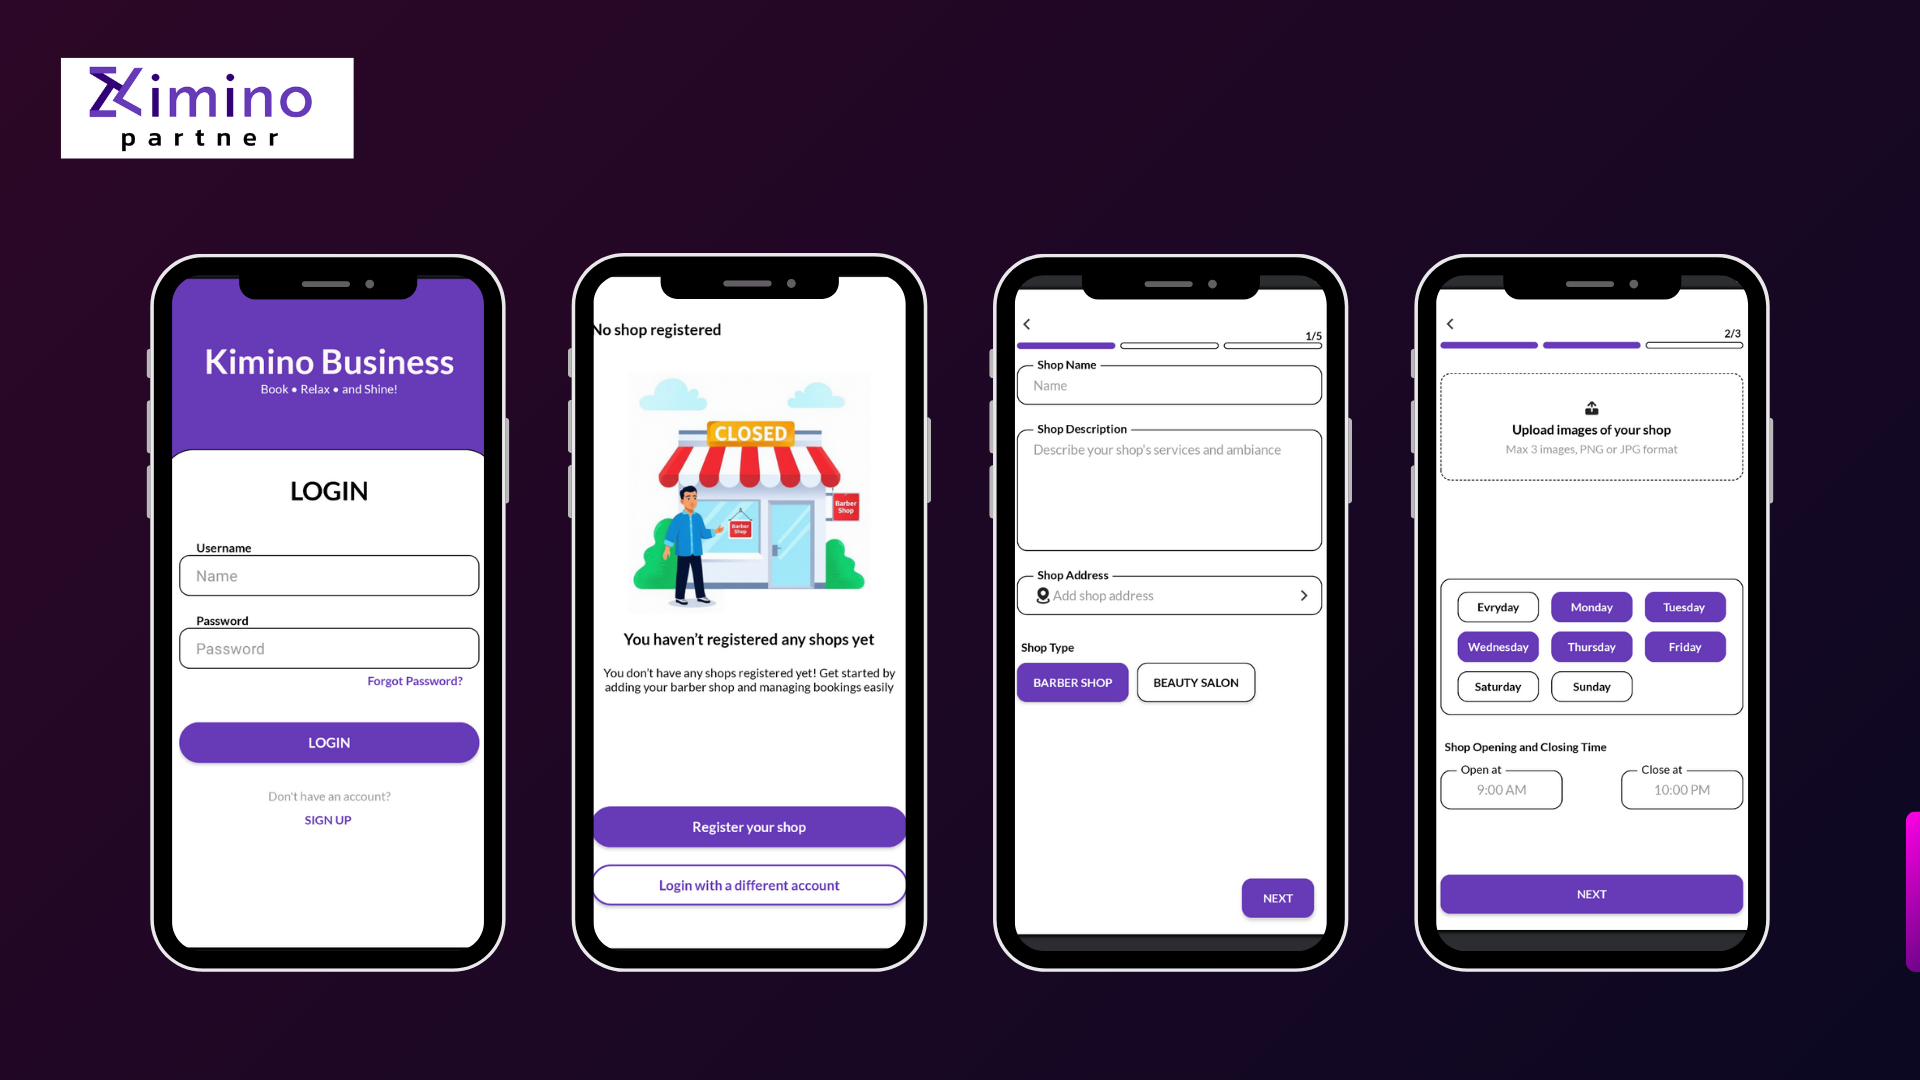 Kimino
partner
Kimino Business
Book • Relax • and Shine!
LOGIN
Username
Name
Password
Password
Forgot Password?
LOGIN
Don't have an account?
SIGN UP
No shop registered
CLOSED
Barber
Shop
Barber
Shop
You haven't registered any shops yet
You don't have any shops registered yet! Get started by
adding your barber shop and managing bookings easily
Register your shop
Login with a different account
1/5
Shop Name
Name
Shop Description
Describe your shop's services and ambiance
Shop Address
Add shop address
Shop Type
BARBER SHOP BEAUTY SALON
NEXT
2/3
Upload images of your shop
Max 3 images, PNG or JPG format
Evryday Monday Tuesday
Wednesday Thursday Friday
Saturday Sunday
Shop Opening and Closing Time
Open at Close at
9:00 AM 10:00 PM
NEXT